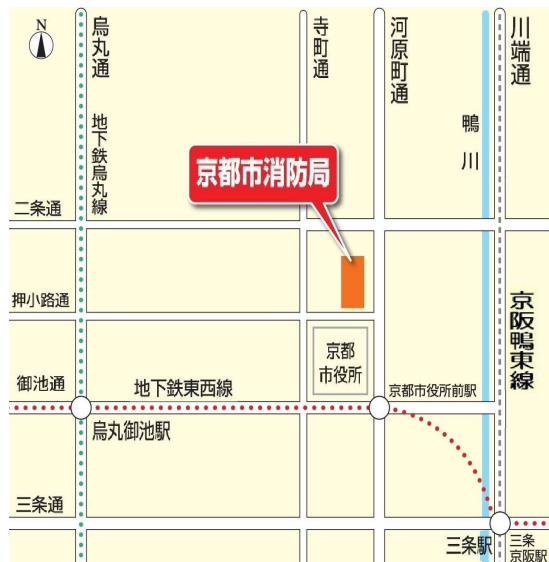 N
烏丸通
地下鉄烏丸線
寺町通
河原町通
鴨川
川端通
京都市消防局
二条通
押小路通
京阪鴨東線
京都
市役所
御池通
地下鉄東西線
京都市役所前駅
烏丸御池駅
三条通
三条駅
三条
京阪駅